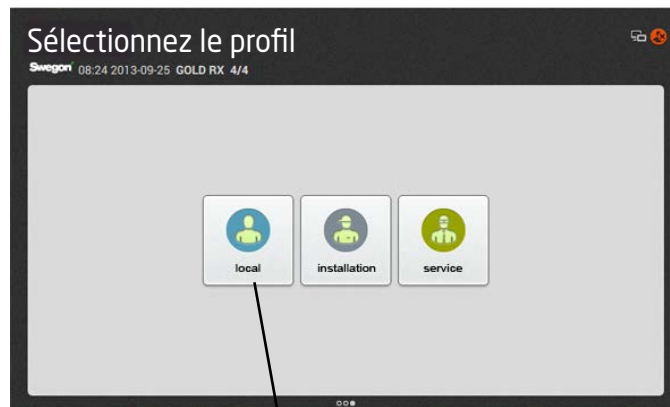 Sélectionnez le profil
Swegon 08:24 2013-09-25 GOLD RX 4/4
local
installation
service